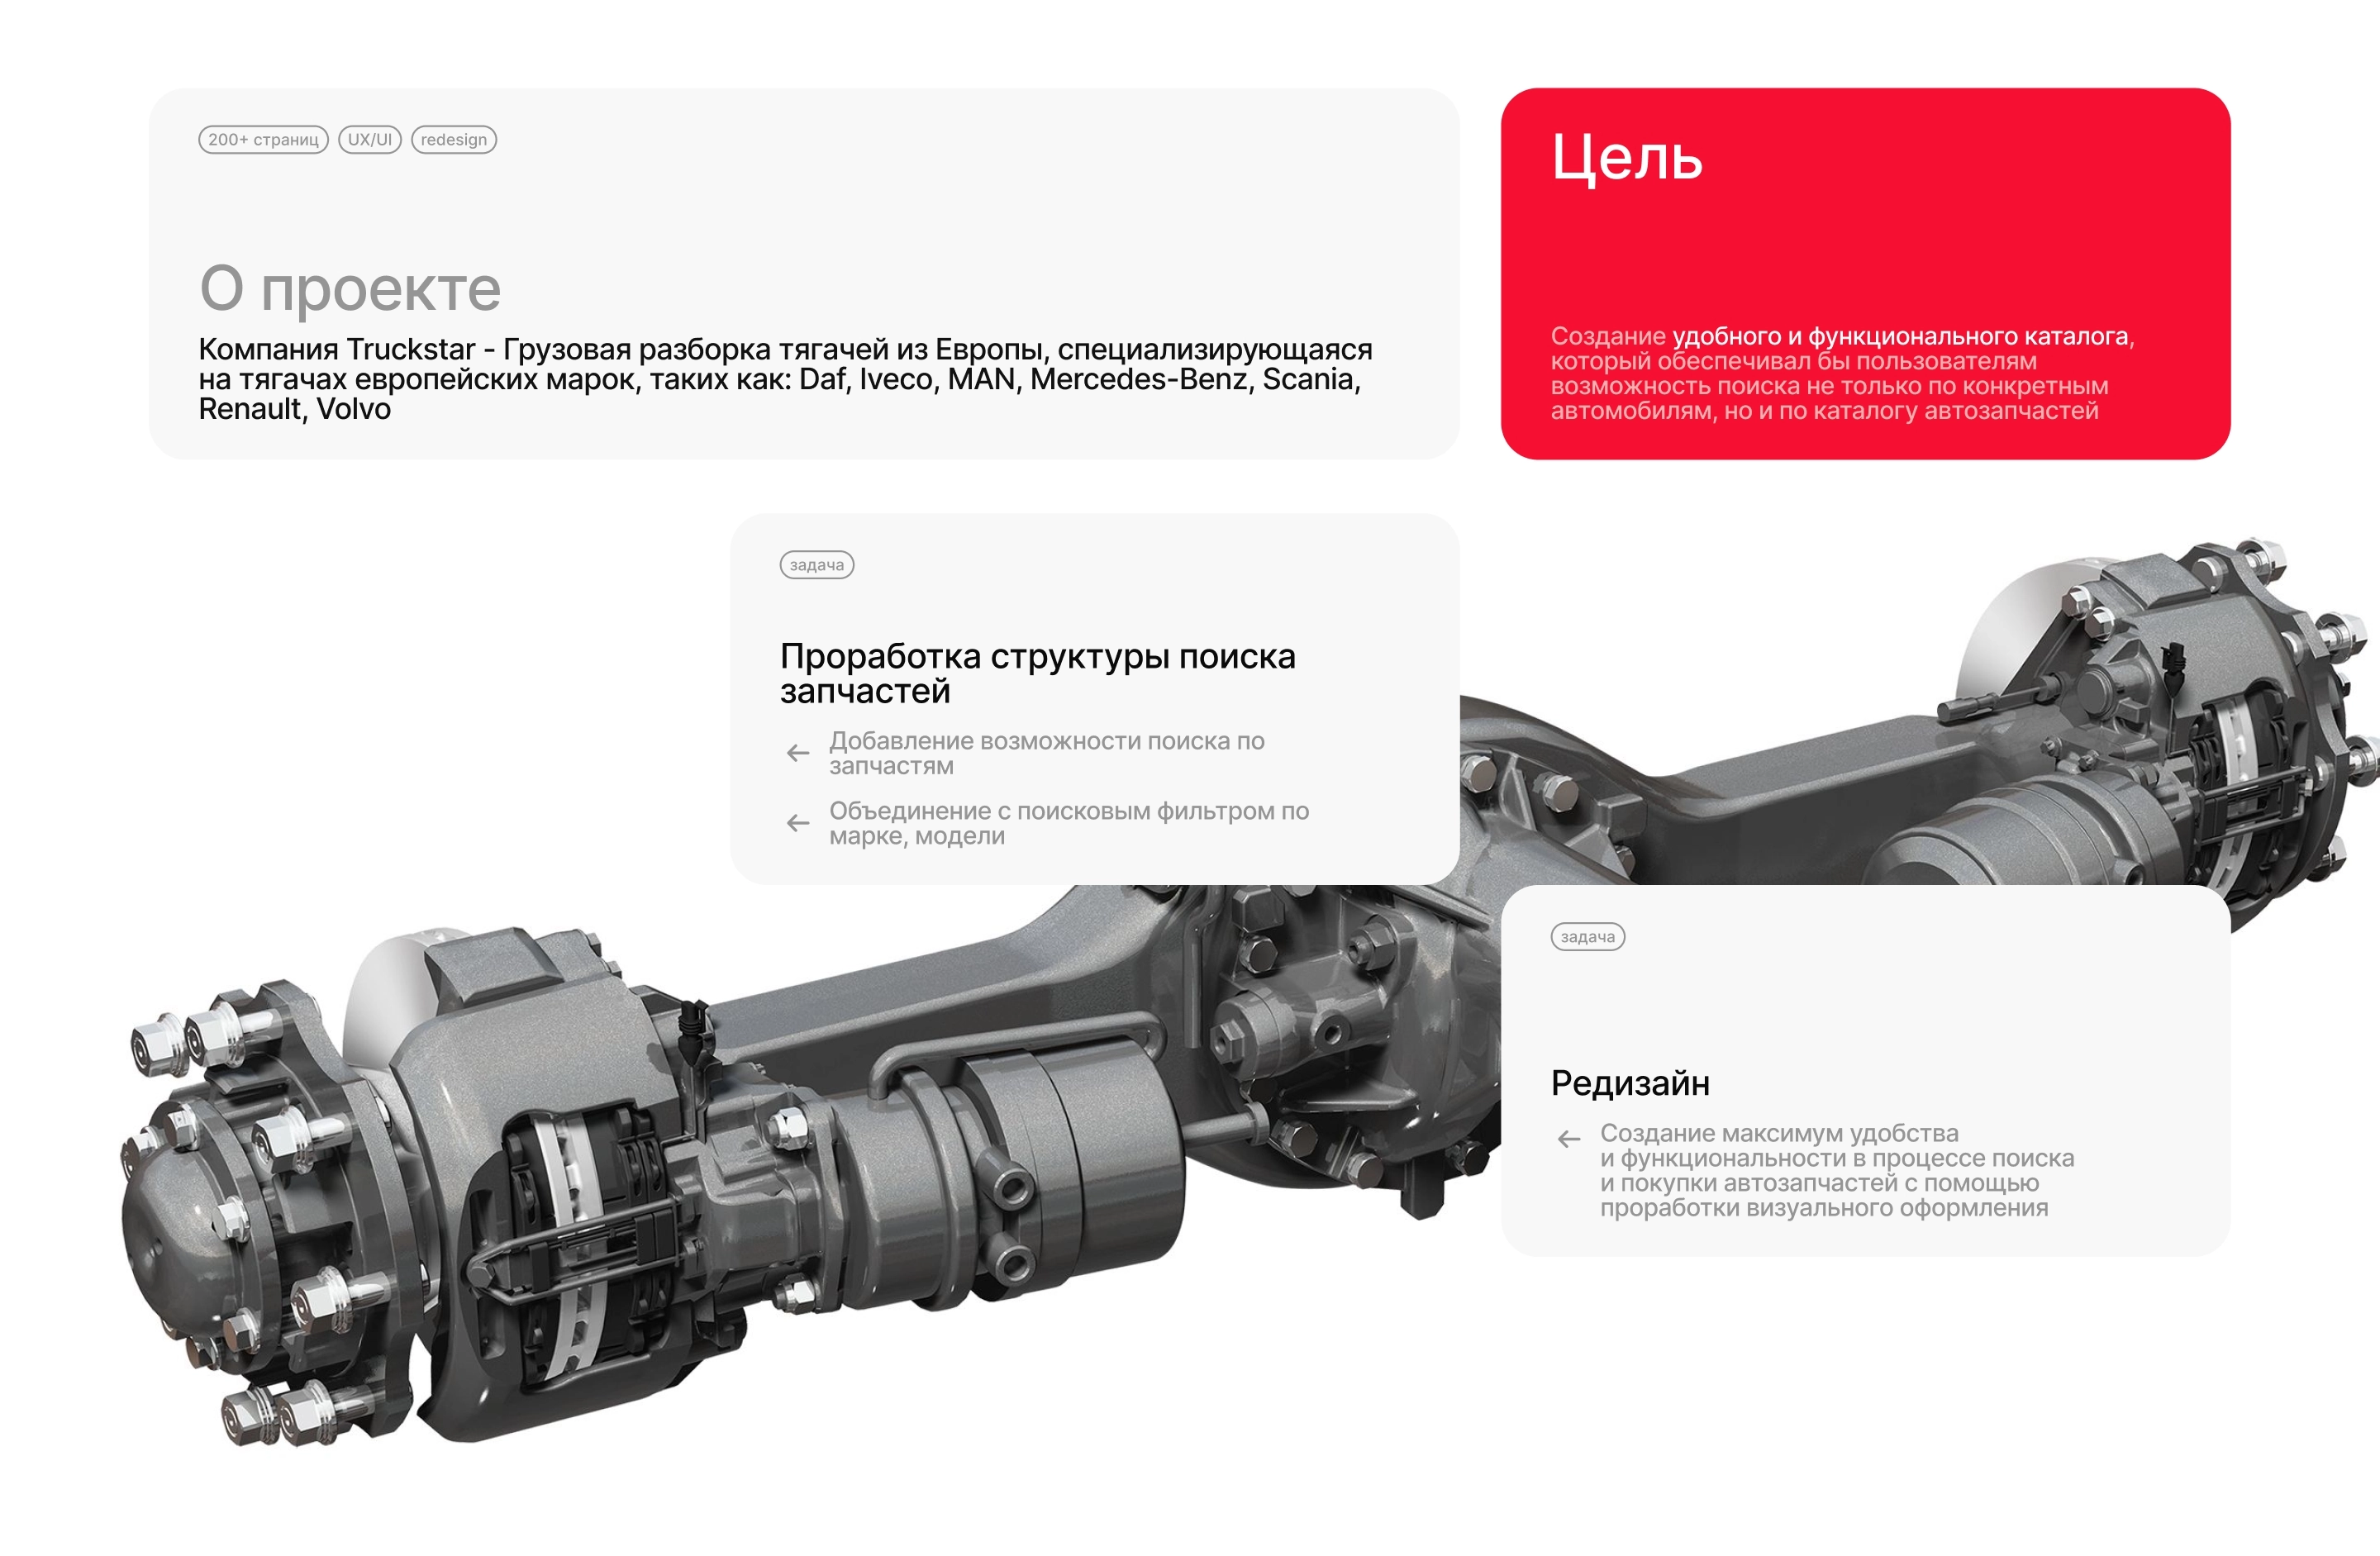 200+ страниц UX/UI redesign
О проекте
Компания Truckstar - Грузовая разборка тягачей из Европы, специализирующаяся
на тягачах европейских марок, таких как: Daf, Iveco, MAN, Mercedes-Benz, Scania,
Renault, Volvo
Цель
Создание удобного и функционального каталога,
который обеспечивал бы пользователям
возможность поиска не только по конкретным
автомобилям, но и по каталогу автозапчастей
задача
Проработка структуры поиска
запчастей
Добавление возможности поиска по
запчастям
Объединение с поисковым фильтром по
марке, модели
задача
Редизайн
Создание максимум удобства
и функциональности в процессе поиска
и покупки автозапчастей с помощью
проработки визуального оформления